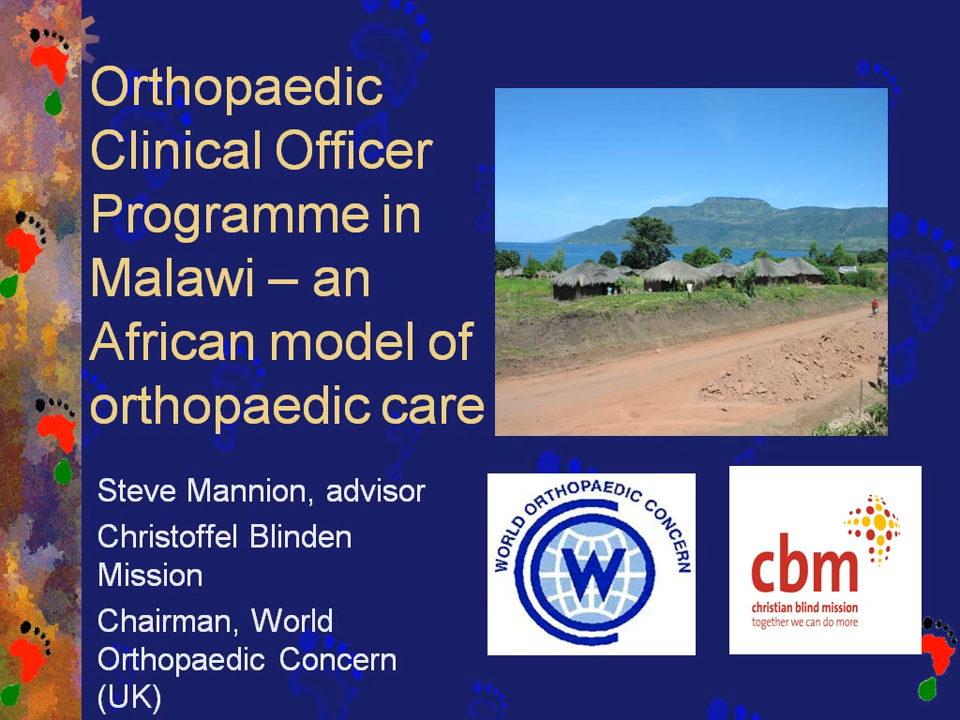 Orthopaedic
Clinical Officer
Programme in
Malawi – an
African model of
orthopaedic care
Steve Mannion, advisor
Christoffel Blinden
Mission
Chairman, World
Orthopaedic Concern
(UK)
WORLD ORTHOPAEDIC CONCERN
W
cbm
christian blind mission
together we can do more